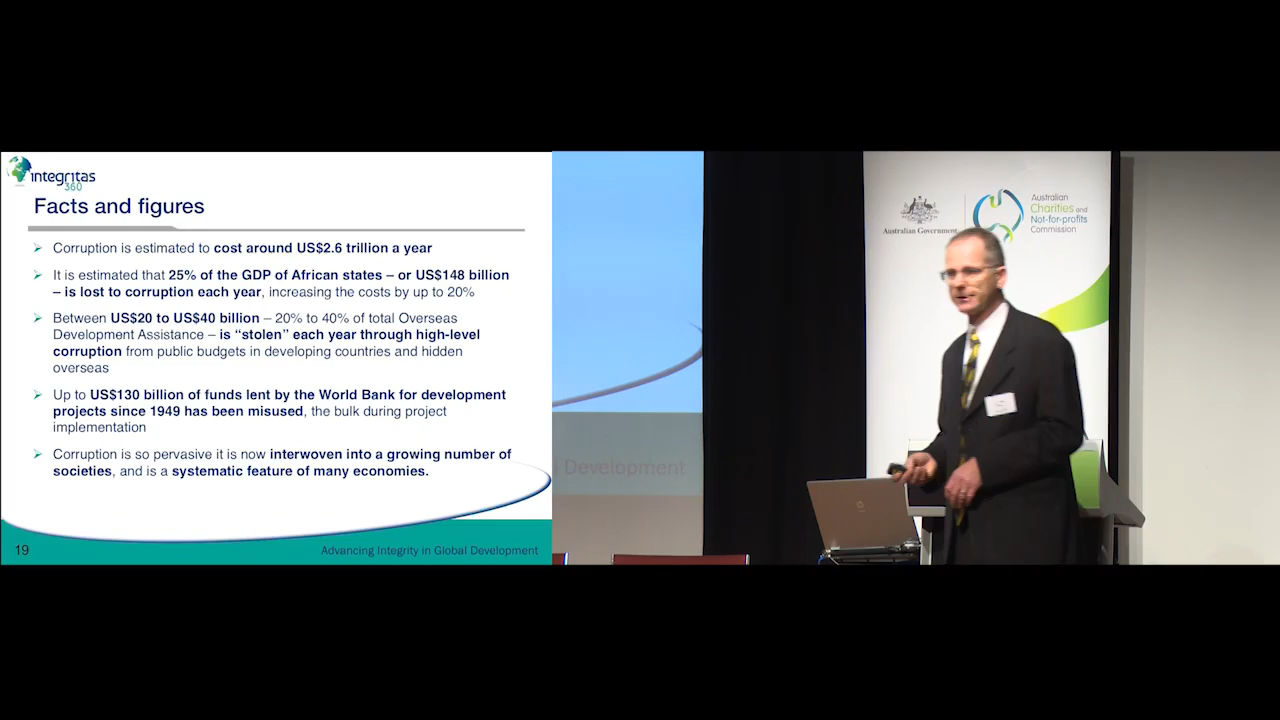 integritas
360
Facts and figures
Corruption is estimated to cost around US$2.6 trillion a year
It is estimated that 25% of the GDP of African states – or US$148 billion
– is lost to corruption each year, increasing the costs by up to 20%
Between US$20 to US$40 billion – 20% to 40% of total Overseas
Development Assistance – is “stolen” each year through high-level
corruption from public budgets in developing countries and hidden
overseas
Up to US$130 billion of funds lent by the World Bank for development
projects since 1949 has been misused, the bulk during project
implementation
Corruption is so pervasive it is now interwoven into a growing number of
societies, and is a systematic feature of many economies.
19
Advancing Integrity in Global Development
Development
Australian Government
Australian
Charities and
Not-for-profits
Commission
hp